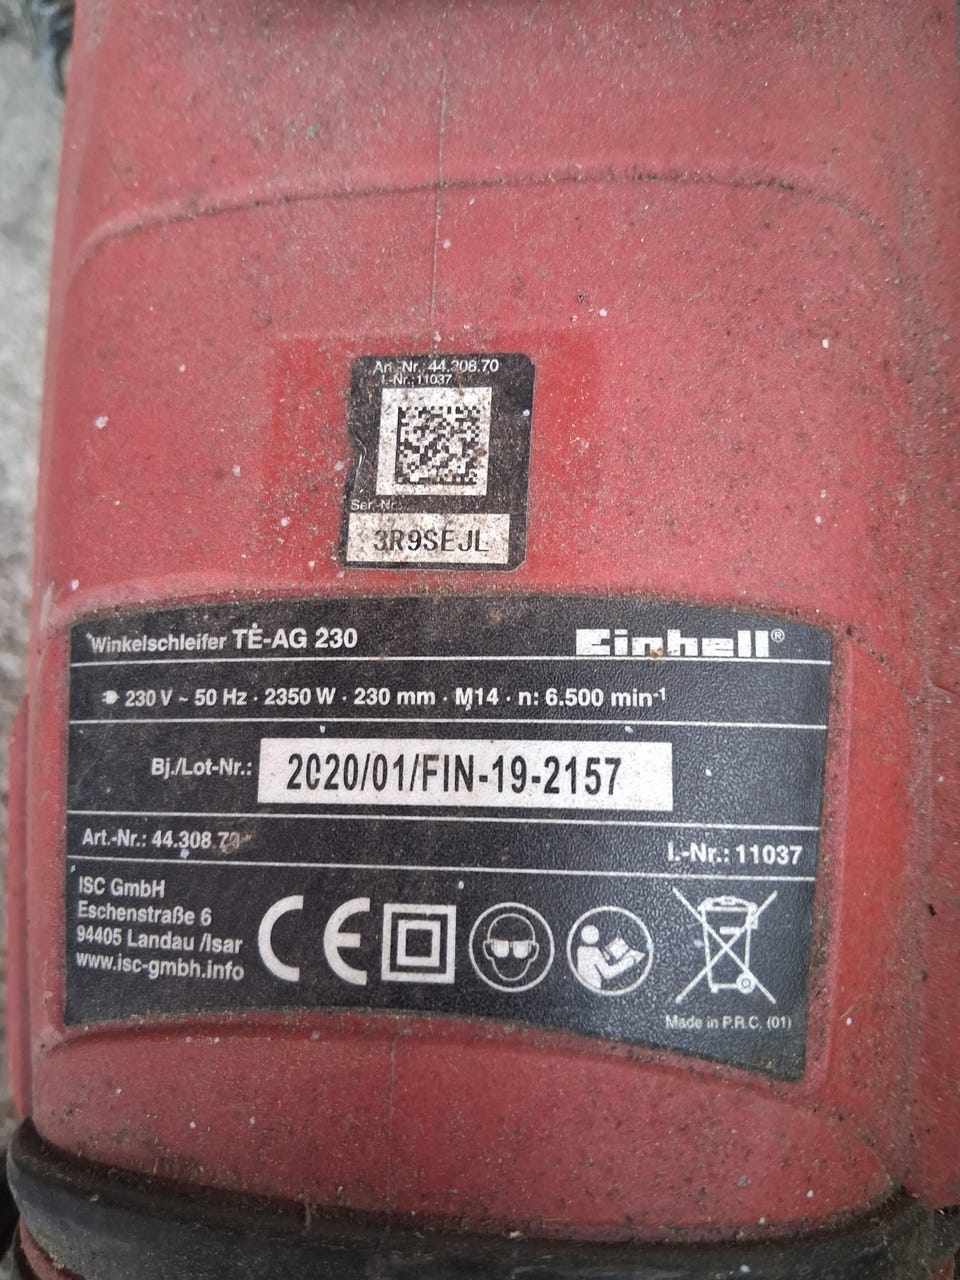 Art.-Nr.: 44.308.70
I.-Nr.: 11037
Ser.-Nr.:
3R9SEJL
Winkelschleifer TE-AG 230
Einhell®
230 V ~ 50 Hz · 2350 W · 230 mm · M14 · n: 6.500 min⁻¹
Bj./Lot-Nr.: 2020/01/FIN-19-2157
Art.-Nr.: 44.308.70
I.-Nr.: 11037
ISC GmbH
Eschenstraße 6
94405 Landau /Isar
www.isc-gmbh.info
CE
Made in P.R.C. (01)